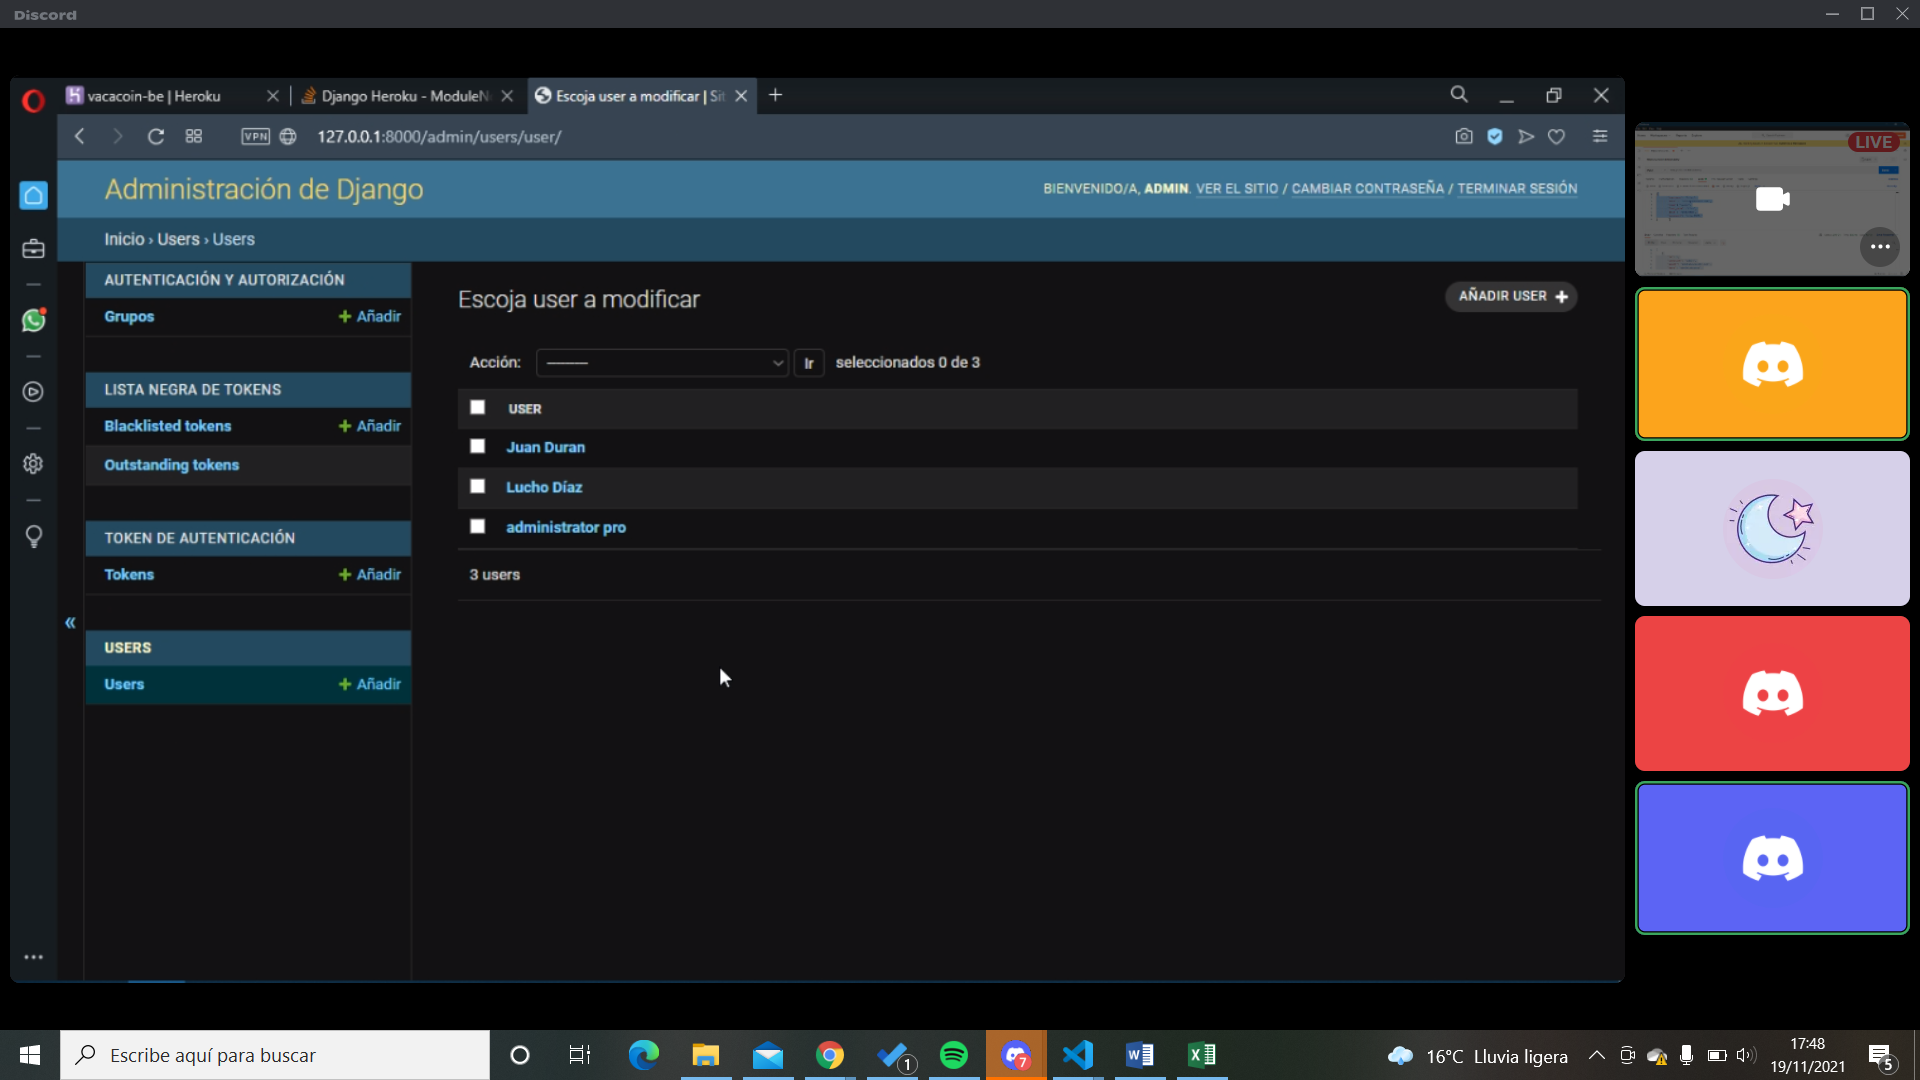 Discord
vacacoin-be | Heroku
Django Heroku - ModuleN
Escoja user a modificar | Sit
VPN
127.0.0.1:8000/admin/users/user/
LIVE
Administración de Django
BIENVENIDO/A, ADMIN. VER EL SITIO / CAMBIAR CONTRASEÑA / TERMINAR SESIÓN
Inicio › Users › Users
AUTENTICACIÓN Y AUTORIZACIÓN
Grupos
+ Añadir
LISTA NEGRA DE TOKENS
Blacklisted tokens
+ Añadir
Outstanding tokens
TOKEN DE AUTENTICACIÓN
Tokens
+ Añadir
«
USERS
Users
+ Añadir
Escoja user a modificar
AÑADIR USER +
Acción:
---------
Ir
seleccionados 0 de 3
USER
Juan Duran
Lucho Díaz
administrator pro
3 users
Escribe aquí para buscar
1
7
16°C Lluvia ligera
17:48
19/11/2021
5